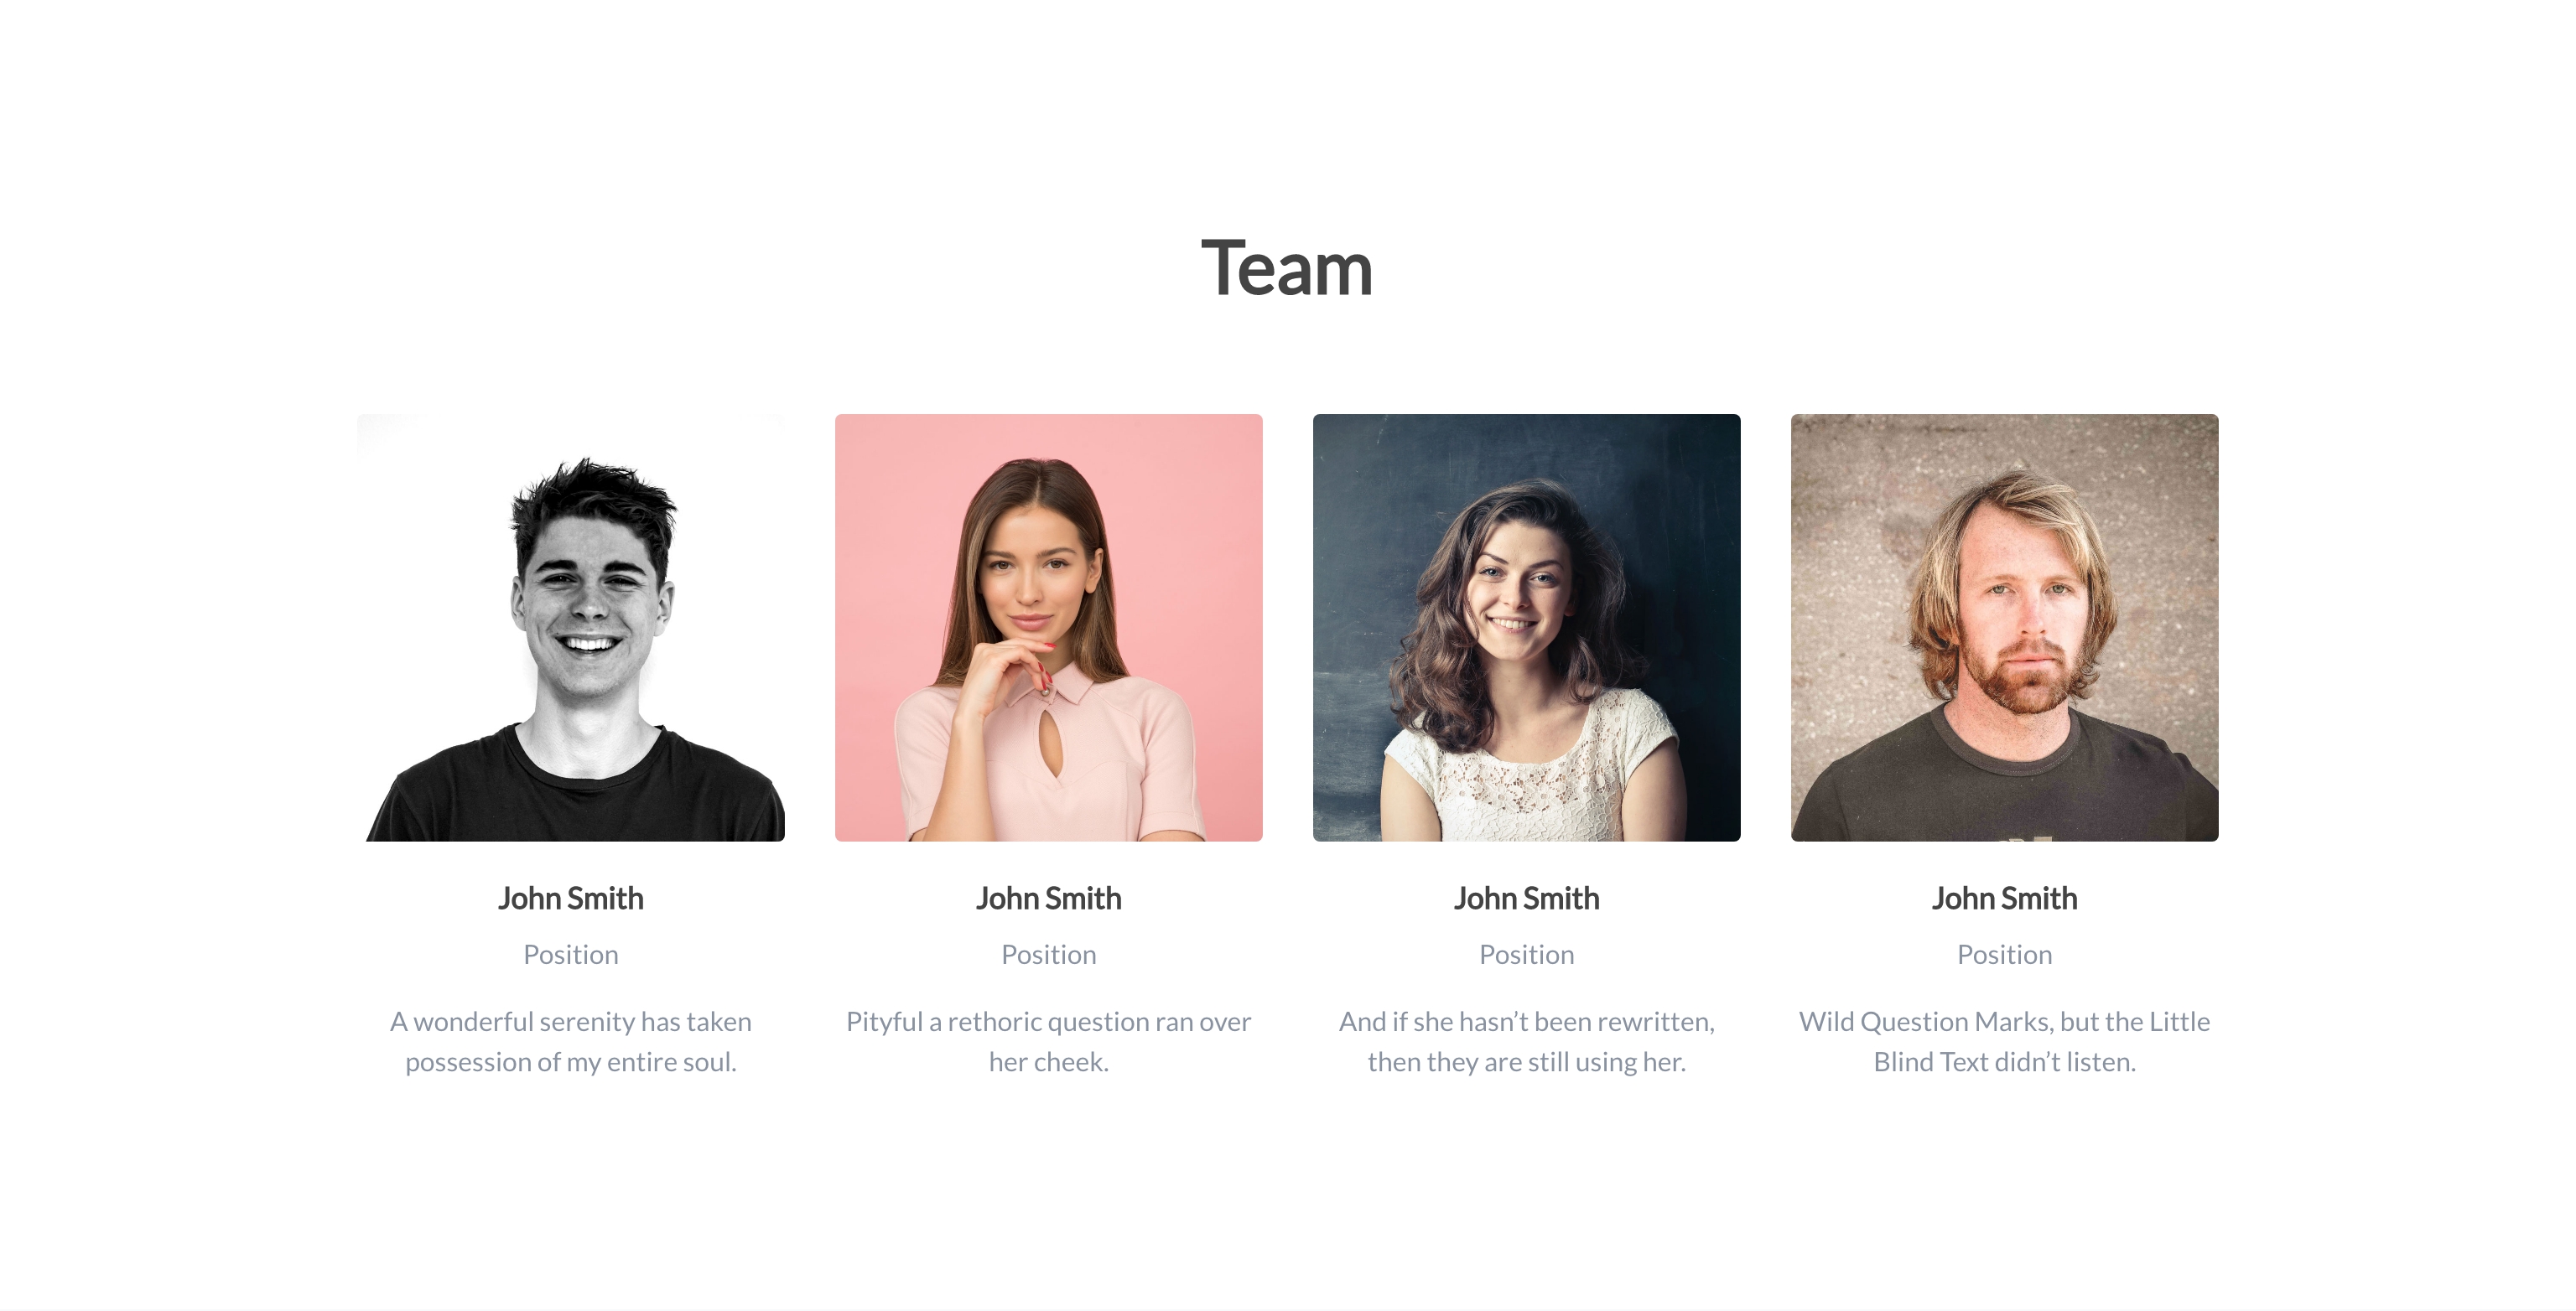 Team
John Smith
Position
A wonderful serenity has taken
possession of my entire soul.
John Smith
Position
Pityful a rethoric question ran over
her cheek.
John Smith
Position
And if she hasn’t been rewritten,
then they are still using her.
John Smith
Position
Wild Question Marks, but the Little
Blind Text didn’t listen.